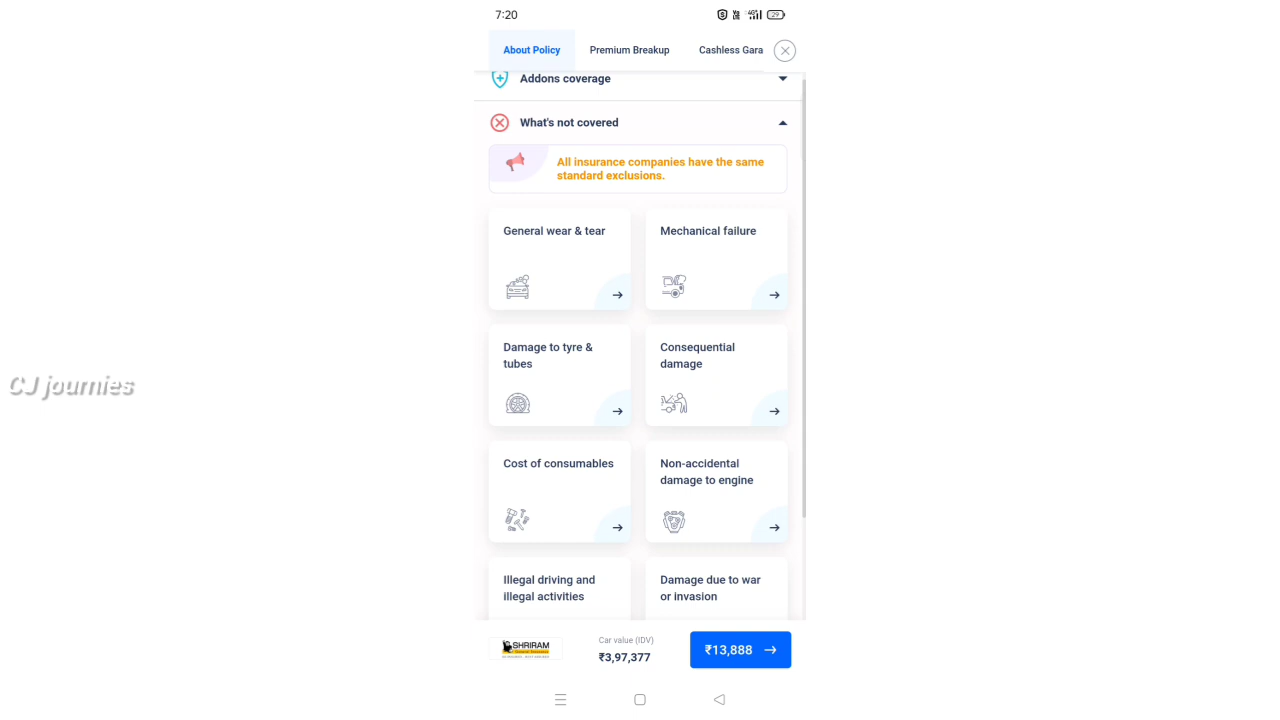 7:20
4G
29
About Policy
Premium Breakup
Cashless Gara
Addons coverage
What's not covered
All insurance companies have the same
standard exclusions.
General wear & tear
Mechanical failure
Damage to tyre &
tubes
Consequential
damage
CJ journies
Cost of consumables
Non-accidental
damage to engine
Illegal driving and
illegal activities
Damage due to war
or invasion
SHRIRAM
Car value (IDV)
₹3,97,377
₹13,888